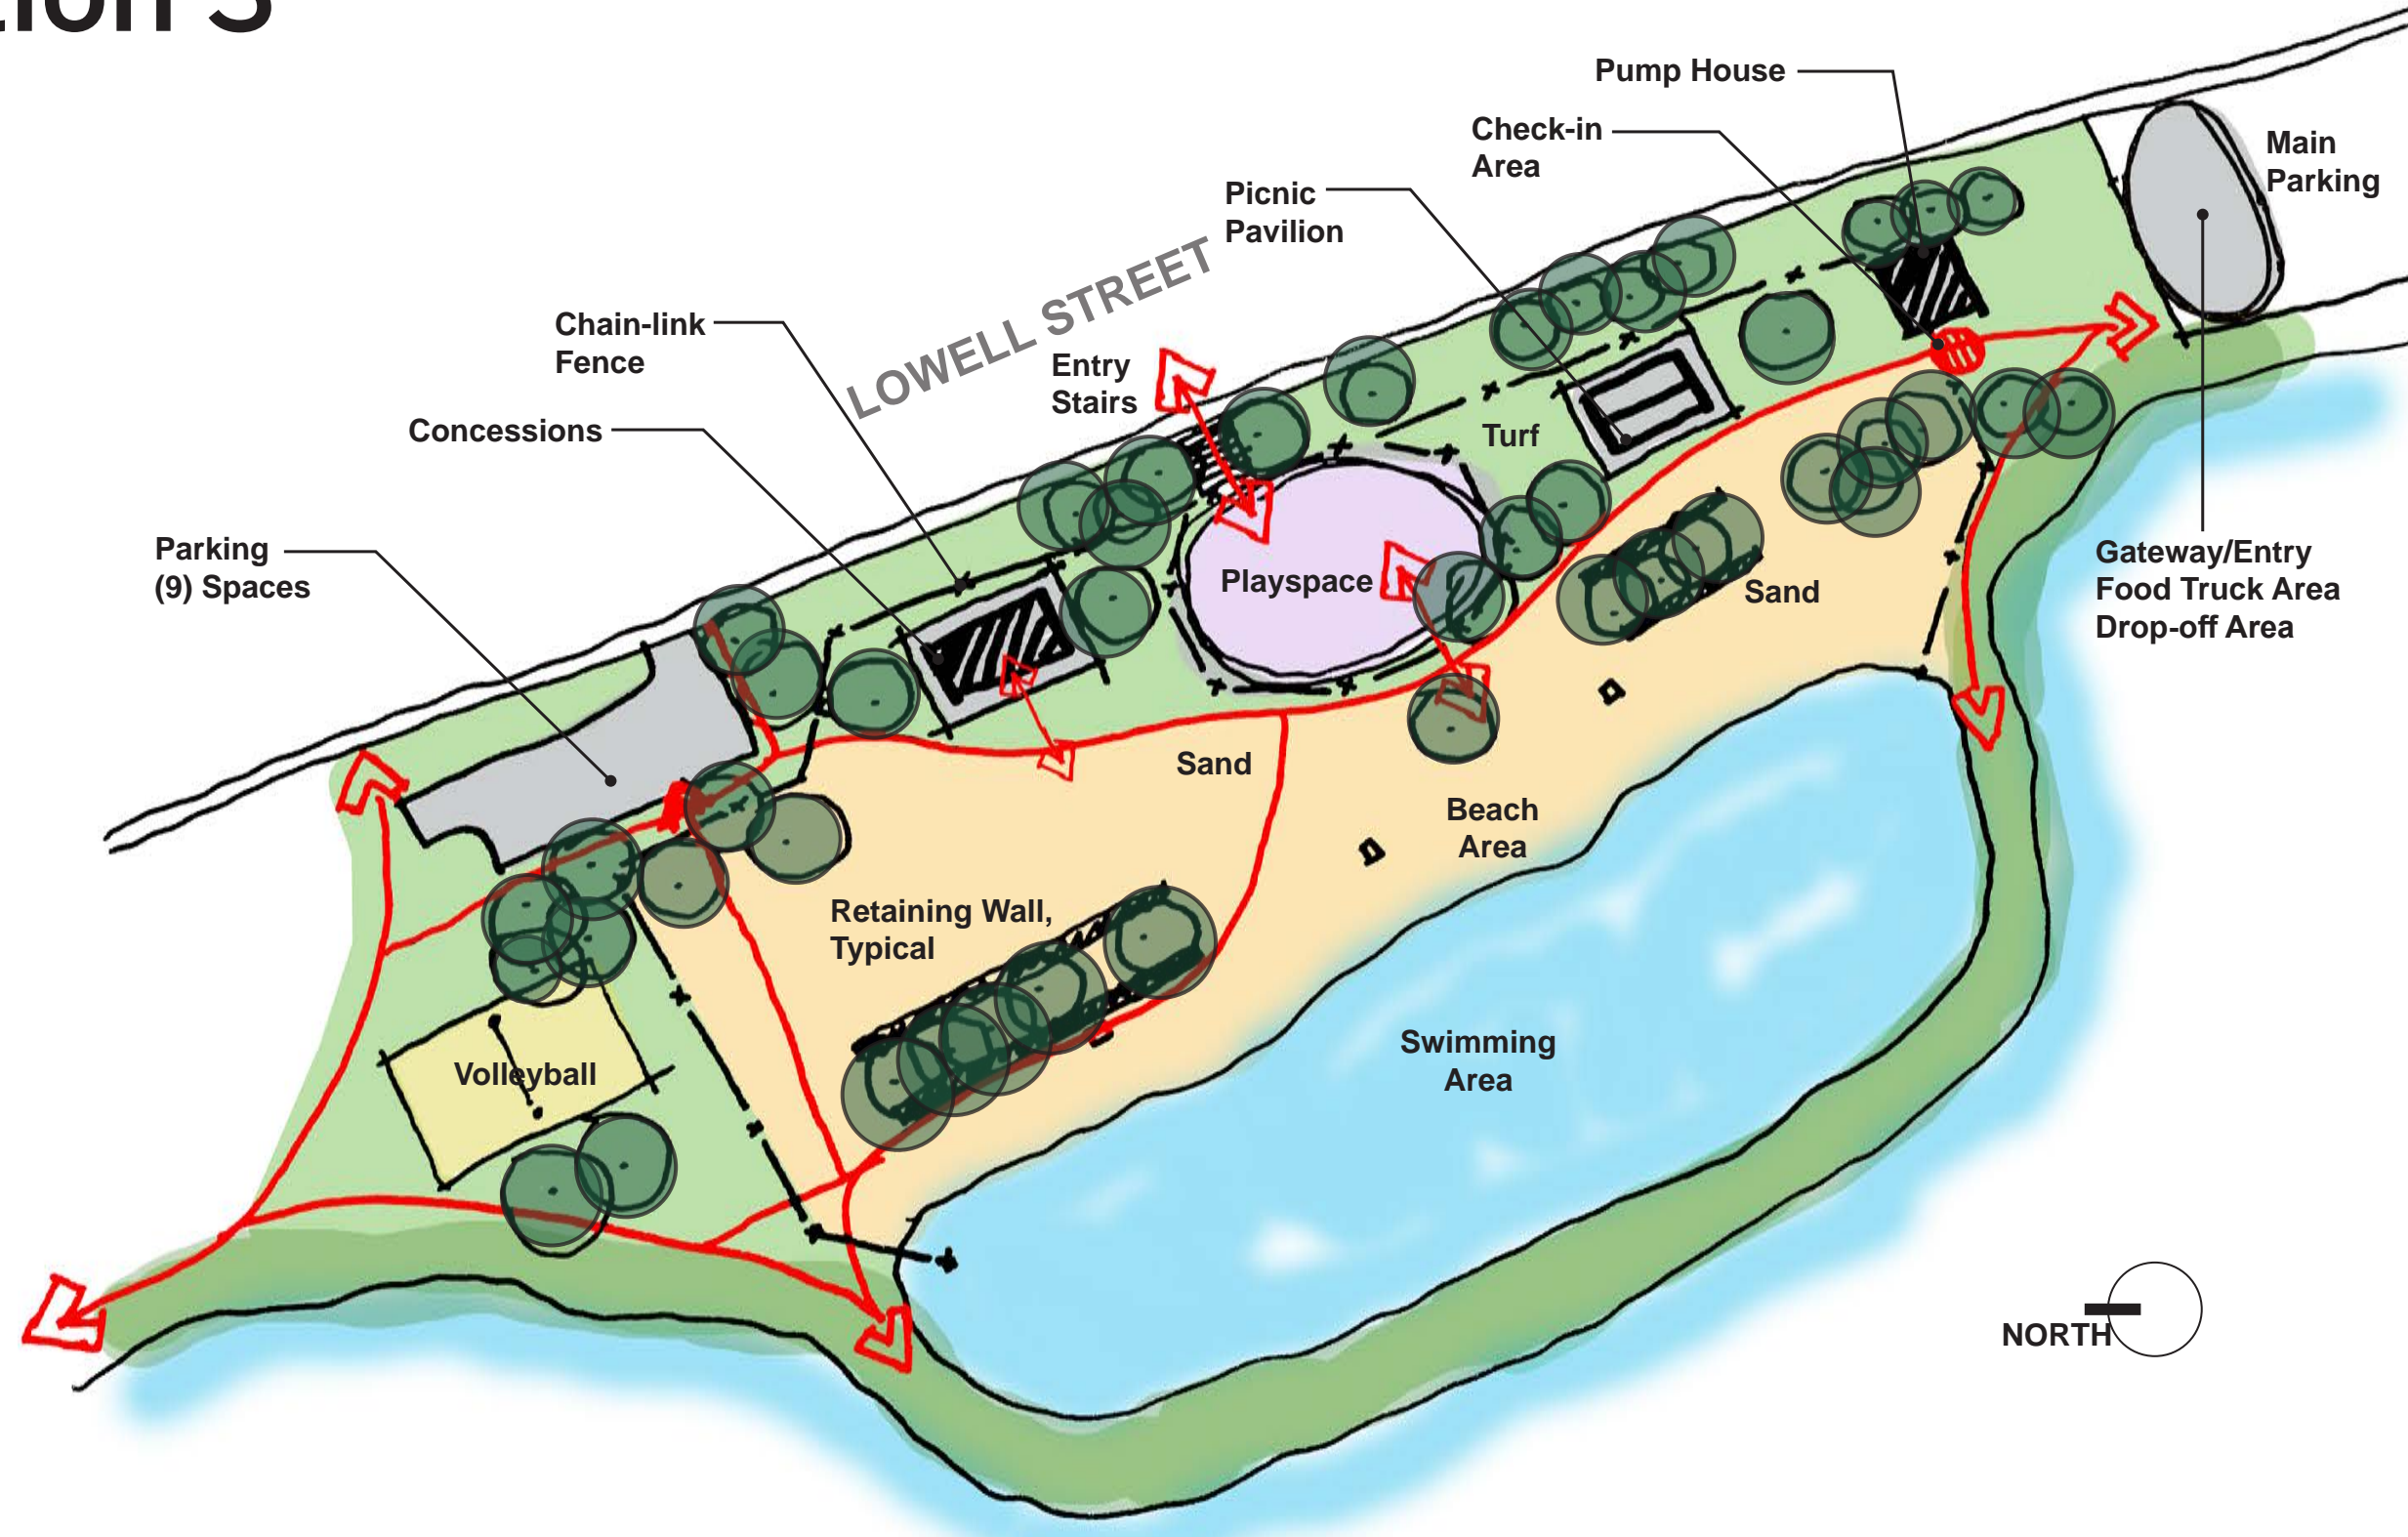 Pump House
Check-in
Area
Main
Parking
Picnic
Pavilion
LOWELL STREET
Chain-link
Fence
Entry
Stairs
Concessions
Turf
Parking
(9) Spaces
Playspace
Sand
Gateway/Entry
Food Truck Area
Drop-off Area
Sand
Beach
Area
Retaining Wall,
Typical
Volleyball
Swimming
Area
NORTH